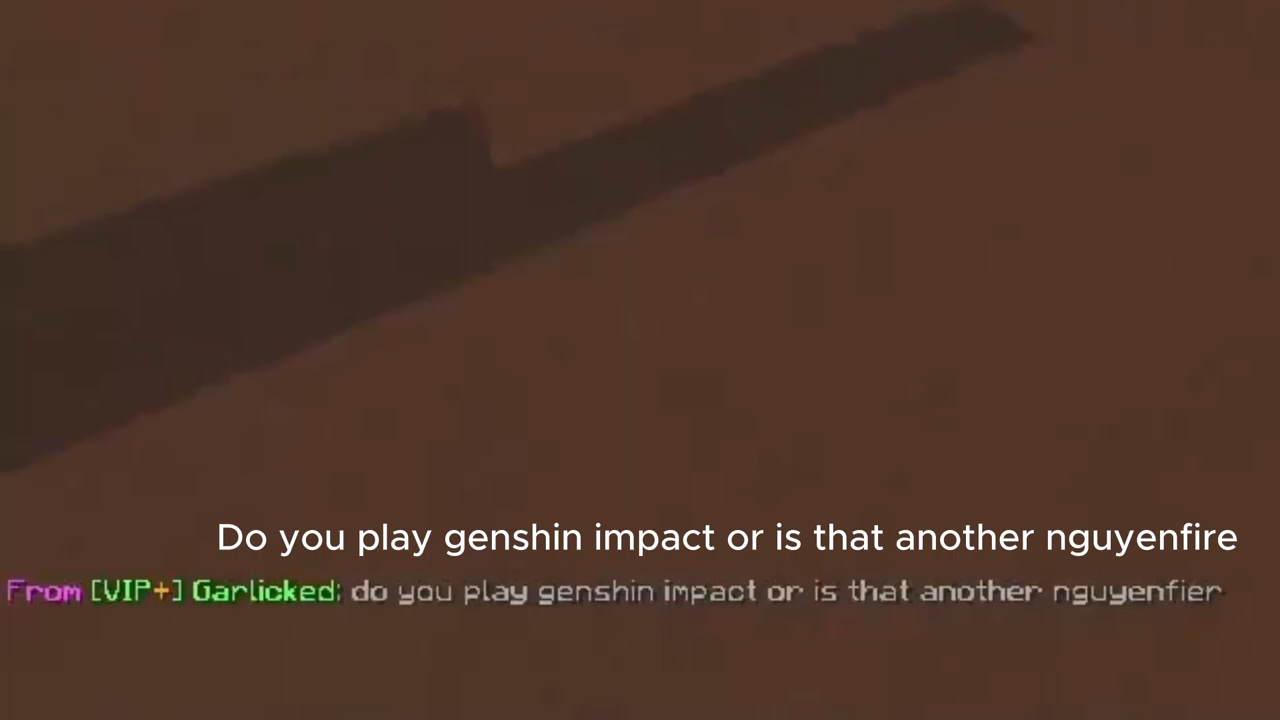 Do you play genshin impact or is that another nguyenfire
From [VIP+] Garlicked: do you play genshin impact or is that another nguyenfier